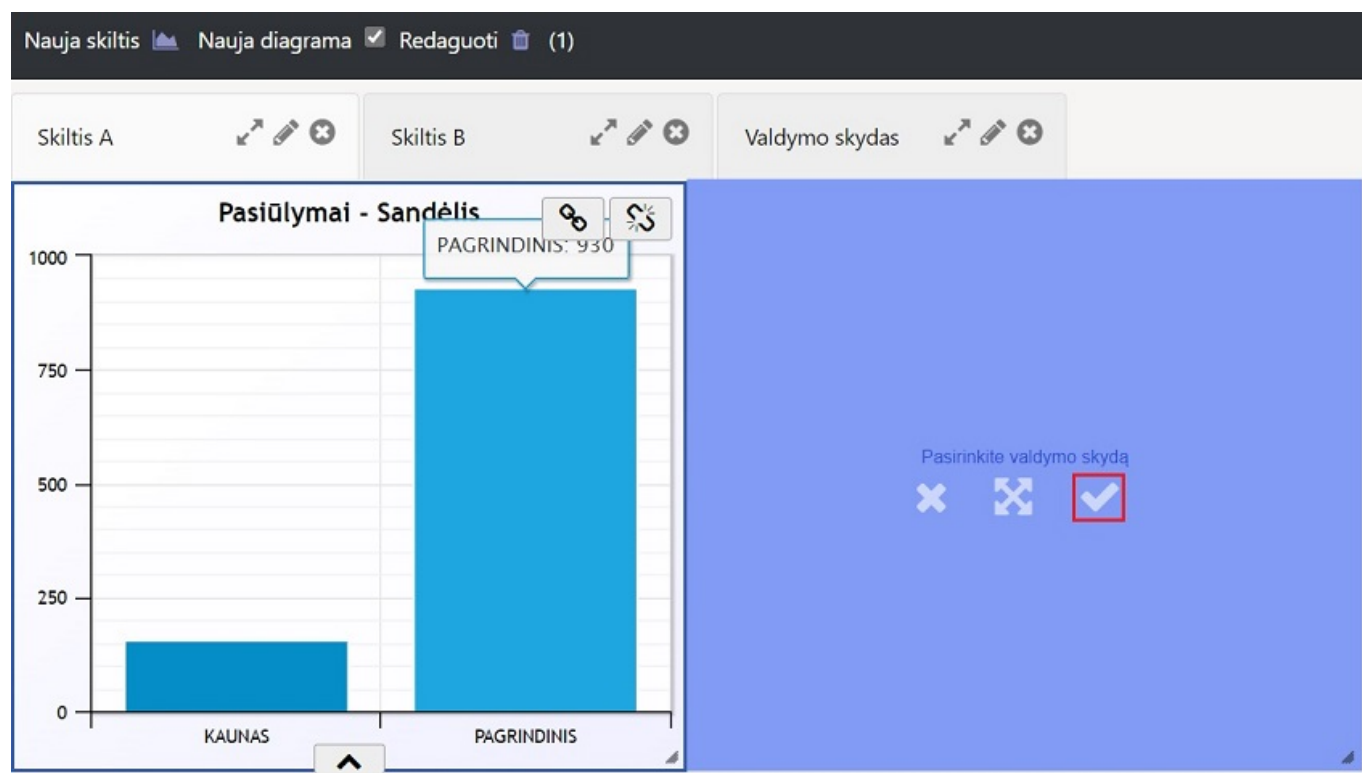 Nauja skiltis Nauja diagrama Redaguoti (1)
Skiltis A Skiltis B Valdymo skydas
Pasiūlymai - Sandėlis
PAGRINDINIS: 930
1000
750
Pasirinkite valdymo skydą
500
250
0
KAUNAS PAGRINDINIS